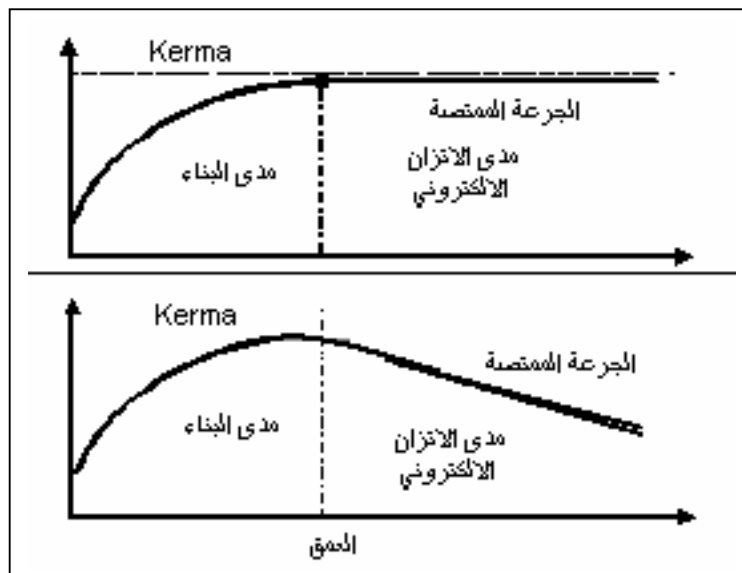 Kerma
الجرعة الممتصة
مدى البناء
مدى الاتزان
الالكتروني
Kerma
الجرعة الممتصة
مدى البناء
مدى الاتزان
الالكتروني
العمق